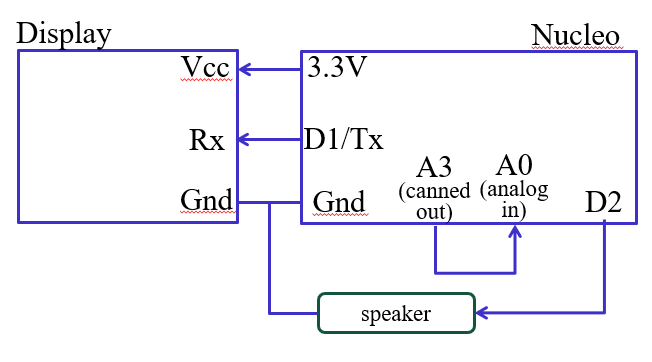 Display
Nucleo
Vcc
3.3V
Rx
D1/Tx
A3
(canned
out)
A0
(analog
in)
Gnd
Gnd
D2
speaker